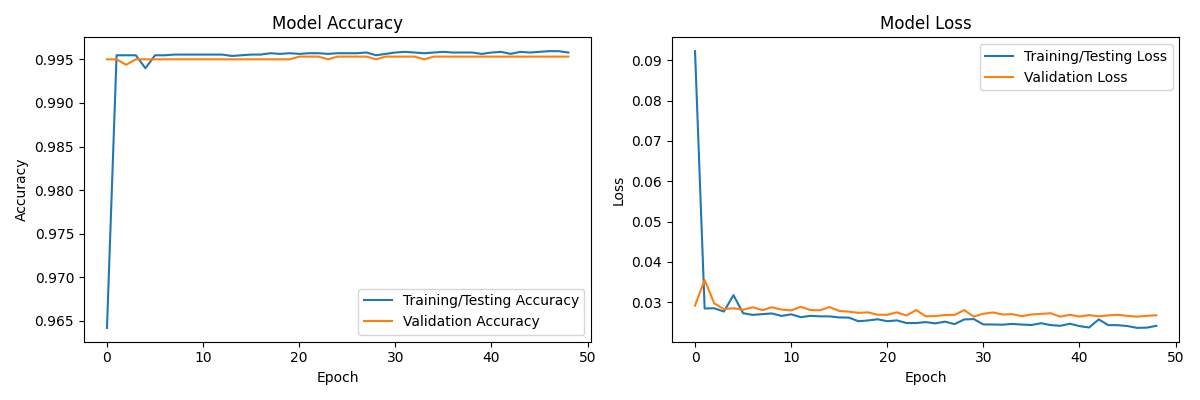 Model Accuracy
Accuracy
0.995
0.990
0.985
0.980
0.975
0.970
0.965
Training/Testing Accuracy
Validation Accuracy
0 10 20 30 40 50
Epoch
Model Loss
Loss
0.09
0.08
0.07
0.06
0.05
0.04
0.03
Training/Testing Loss
Validation Loss
0 10 20 30 40 50
Epoch